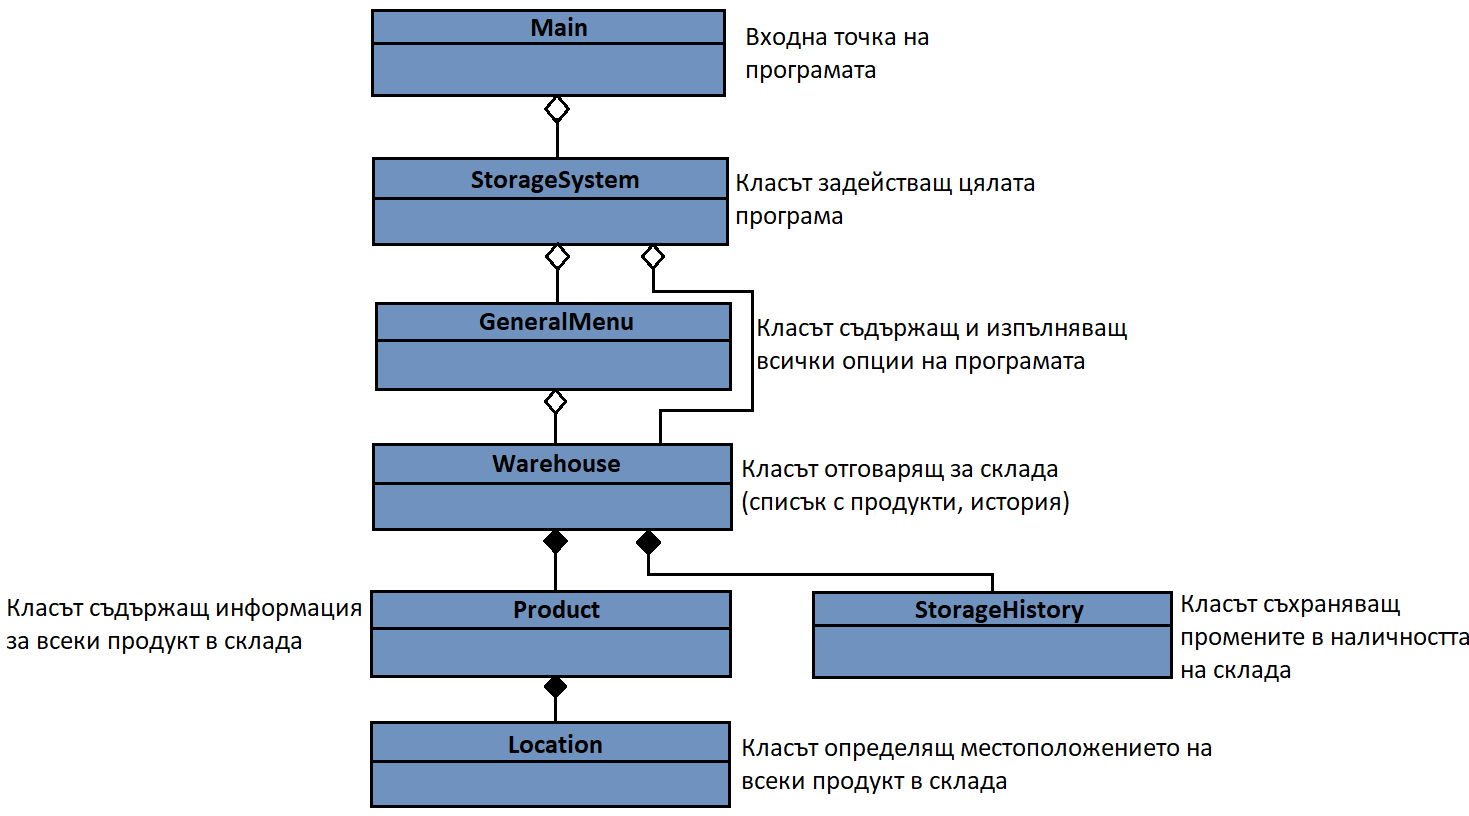 Main
Входна точка на
програмата
StorageSystem
Класът задействащ цялата
програма
GeneralMenu
Класът съдържащ и изпълняващ
всички опции на програмата
Warehouse
Класът отговарящ за склада
(списък с продукти, история)
Класът съдържащ информация
за всеки продукт в склада
Product
StorageHistory
Класът съхраняващ
промените в наличността
на склада
Location
Класът определящ местоположението на
всеки продукт в склада